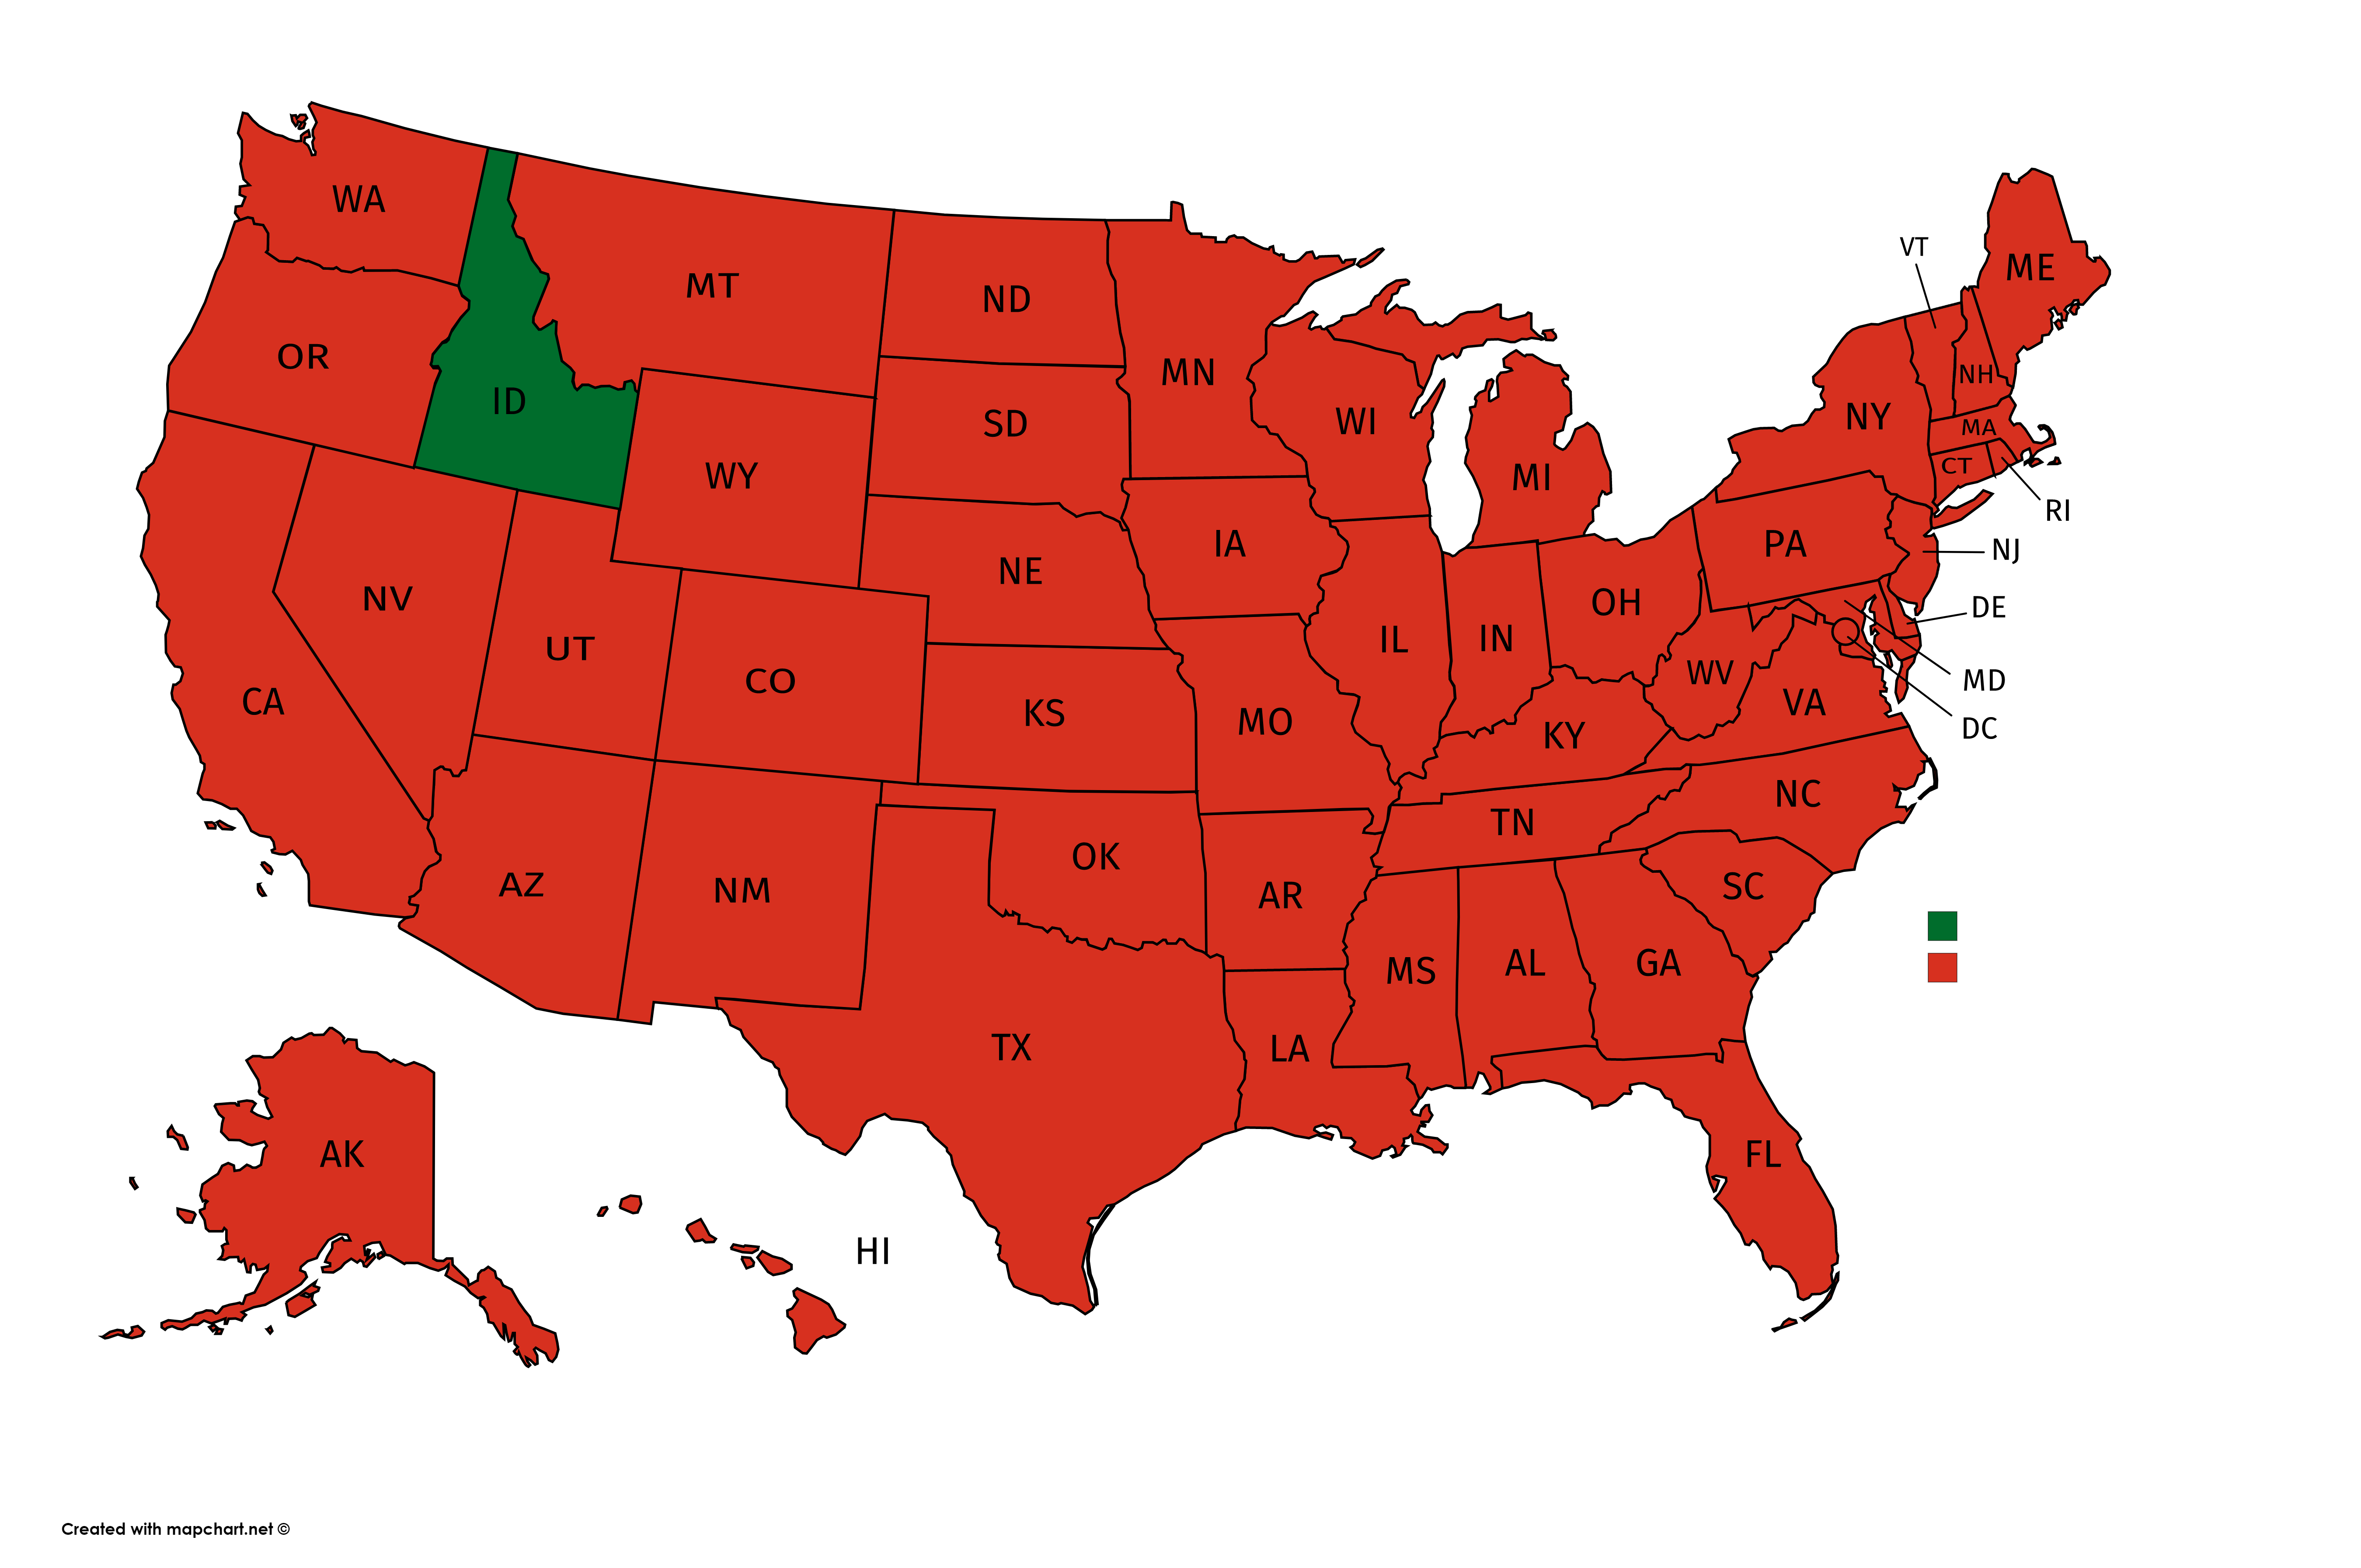 WA
MT
ND
MN
OR
ID
SD
WI
MI
WY
NE
IA
NV
UT
CO
KS
MO
IL
IN
OH
CA
KY
WV
VA
PA
NY
VT
NH
ME
MA
CT
RI
NJ
DE
MD
DC
NC
TN
SC
AZ
NM
OK
AR
MS
AL
GA
TX
LA
FL
AK
HI
Created with mapchart.net ©